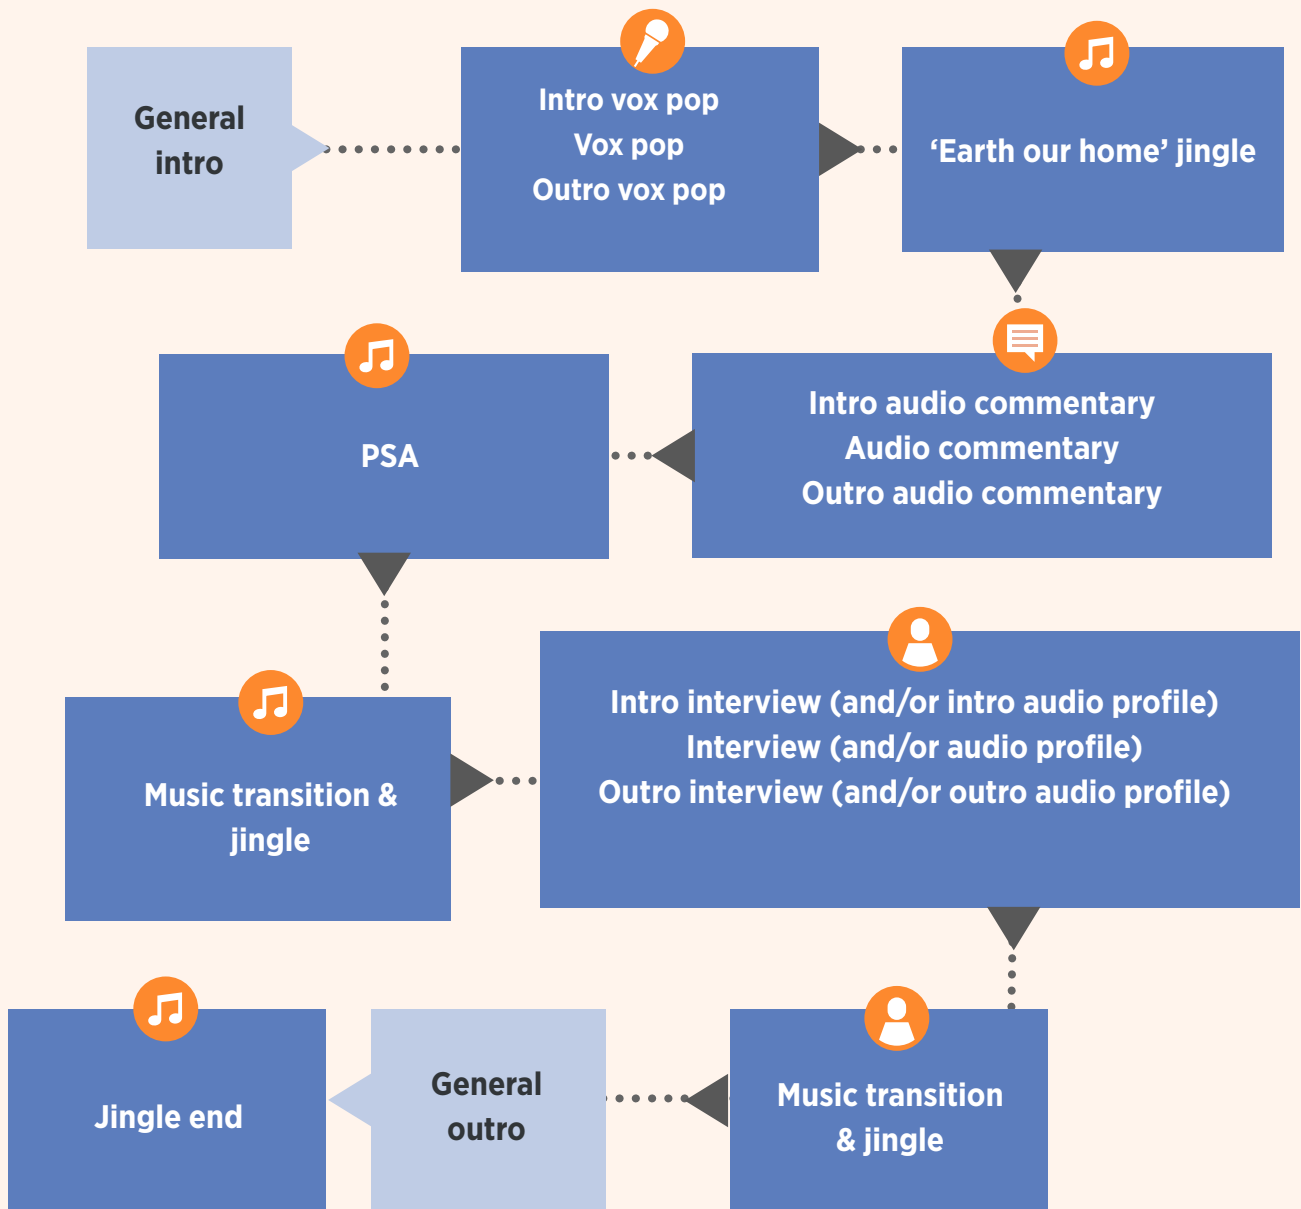 General
intro
Intro vox pop
Vox pop
Outro vox pop
‘Earth our home’ jingle
Intro audio commentary
Audio commentary
Outro audio commentary
PSA
Music transition &
jingle
Intro interview (and/or intro audio profile)
Interview (and/or audio profile)
Outro interview (and/or outro audio profile)
Music transition
& jingle
General
outro
Jingle end